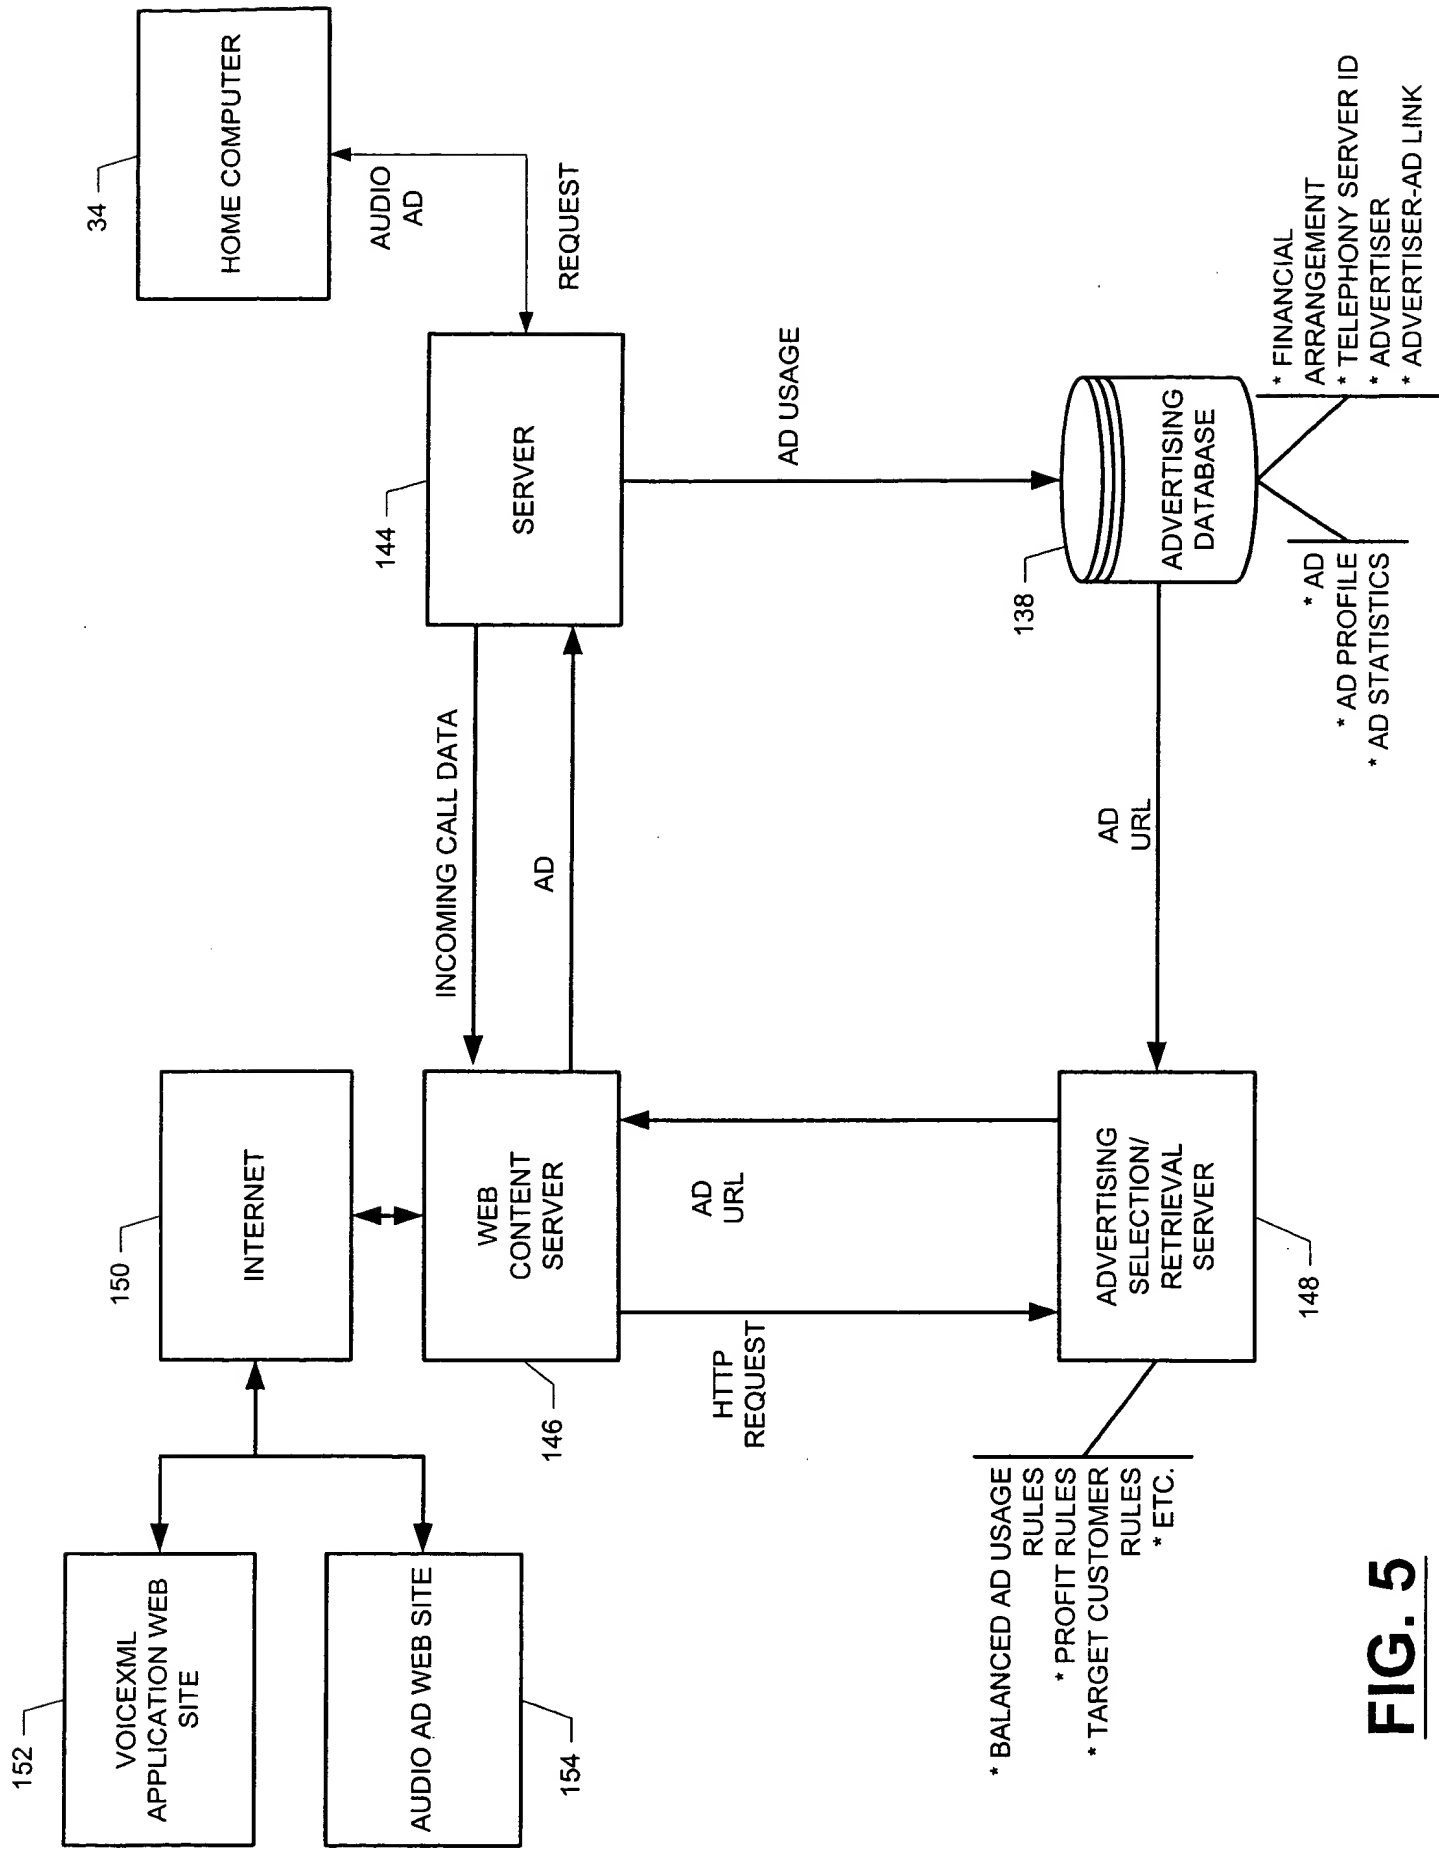 152
VOICEXML
APPLICATION WEB
SITE
154
AUDIO AD WEB SITE
150
INTERNET
146
WEB
CONTENT
SERVER
INCOMING CALL DATA
AD
144
SERVER
34
HOME COMPUTER
AUDIO
AD
REQUEST
HTTP
REQUEST
AD
URL
AD USAGE
* BALANCED AD USAGE
RULES
* PROFIT RULES
* TARGET CUSTOMER
RULES
* ETC.
148
ADVERTISING
SELECTION/
RETRIEVAL
SERVER
AD
URL
138
ADVERTISING
DATABASE
* AD
* AD PROFILE
* AD STATISTICS
* FINANCIAL
ARRANGEMENT
* TELEPHONY SERVER ID
* ADVERTISER
* ADVERTISER-AD LINK
FIG. 5